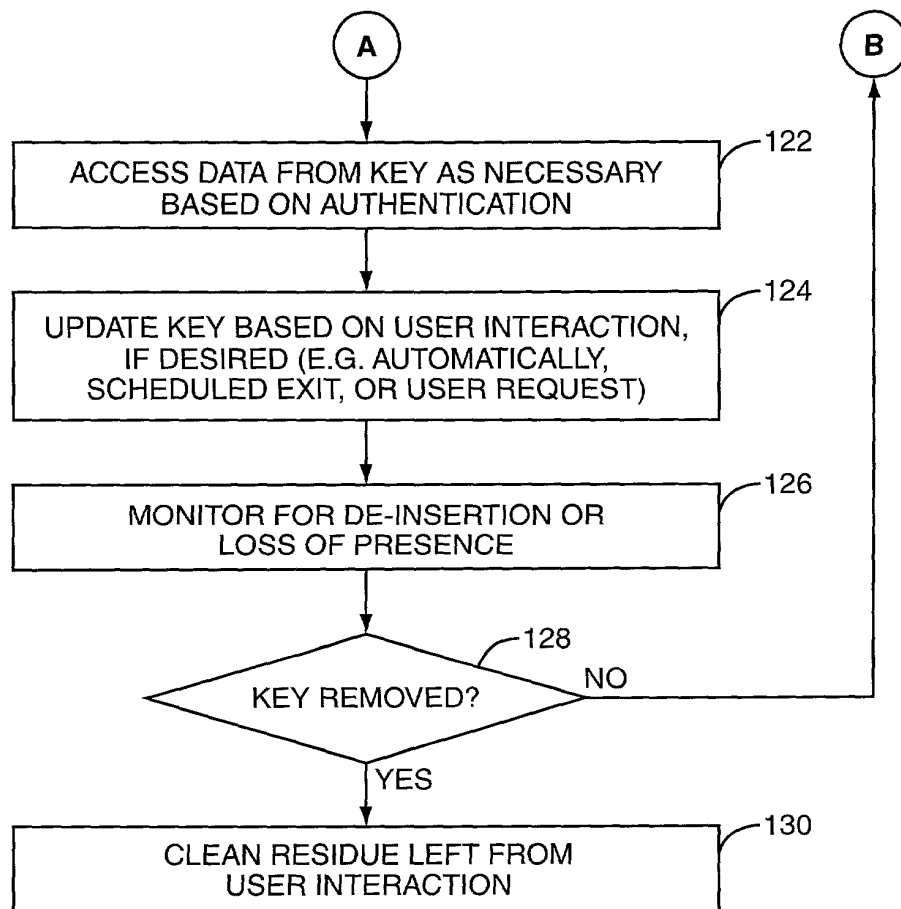 A
B
122
ACCESS DATA FROM KEY AS NECESSARY
BASED ON AUTHENTICATION
124
UPDATE KEY BASED ON USER INTERACTION,
IF DESIRED (E.G. AUTOMATICALLY,
SCHEDULED EXIT, OR USER REQUEST)
126
MONITOR FOR DE-INSERTION OR
LOSS OF PRESENCE
128
KEY REMOVED?
NO
YES
130
CLEAN RESIDUE LEFT FROM
USER INTERACTION